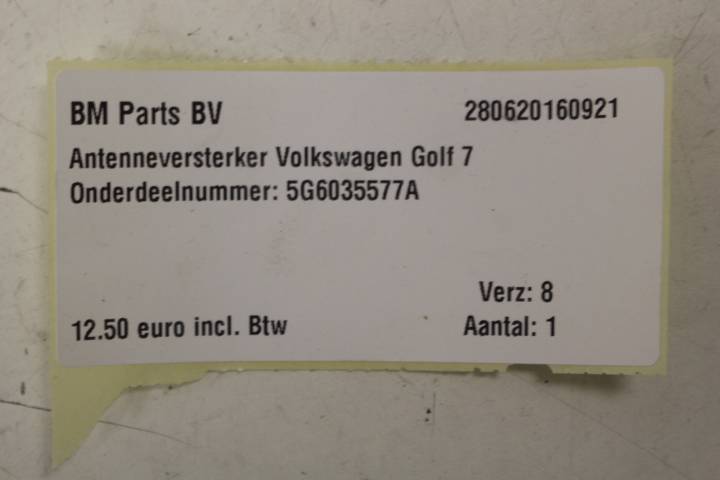 BM Parts BV 280620160921
Antenneversterker Volkswagen Golf 7
Onderdeelnummer: 5G6035577A
Verz: 8
12.50 euro incl. Btw Aantal: 1